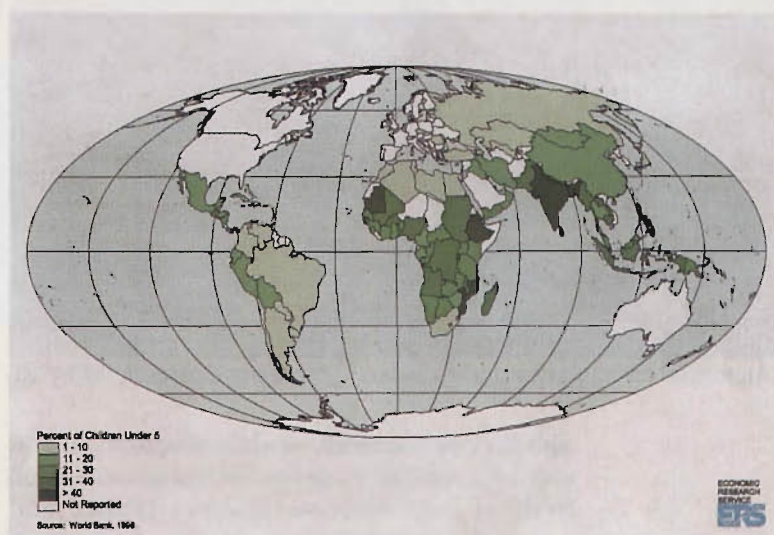 Percent of Children Under 5
1 - 10
11 - 20
21 - 30
31 - 40
> 40
Not Reported
Source: World Bank, 1998
ECONOMIC
RESEARCH
SERVICE
ERS